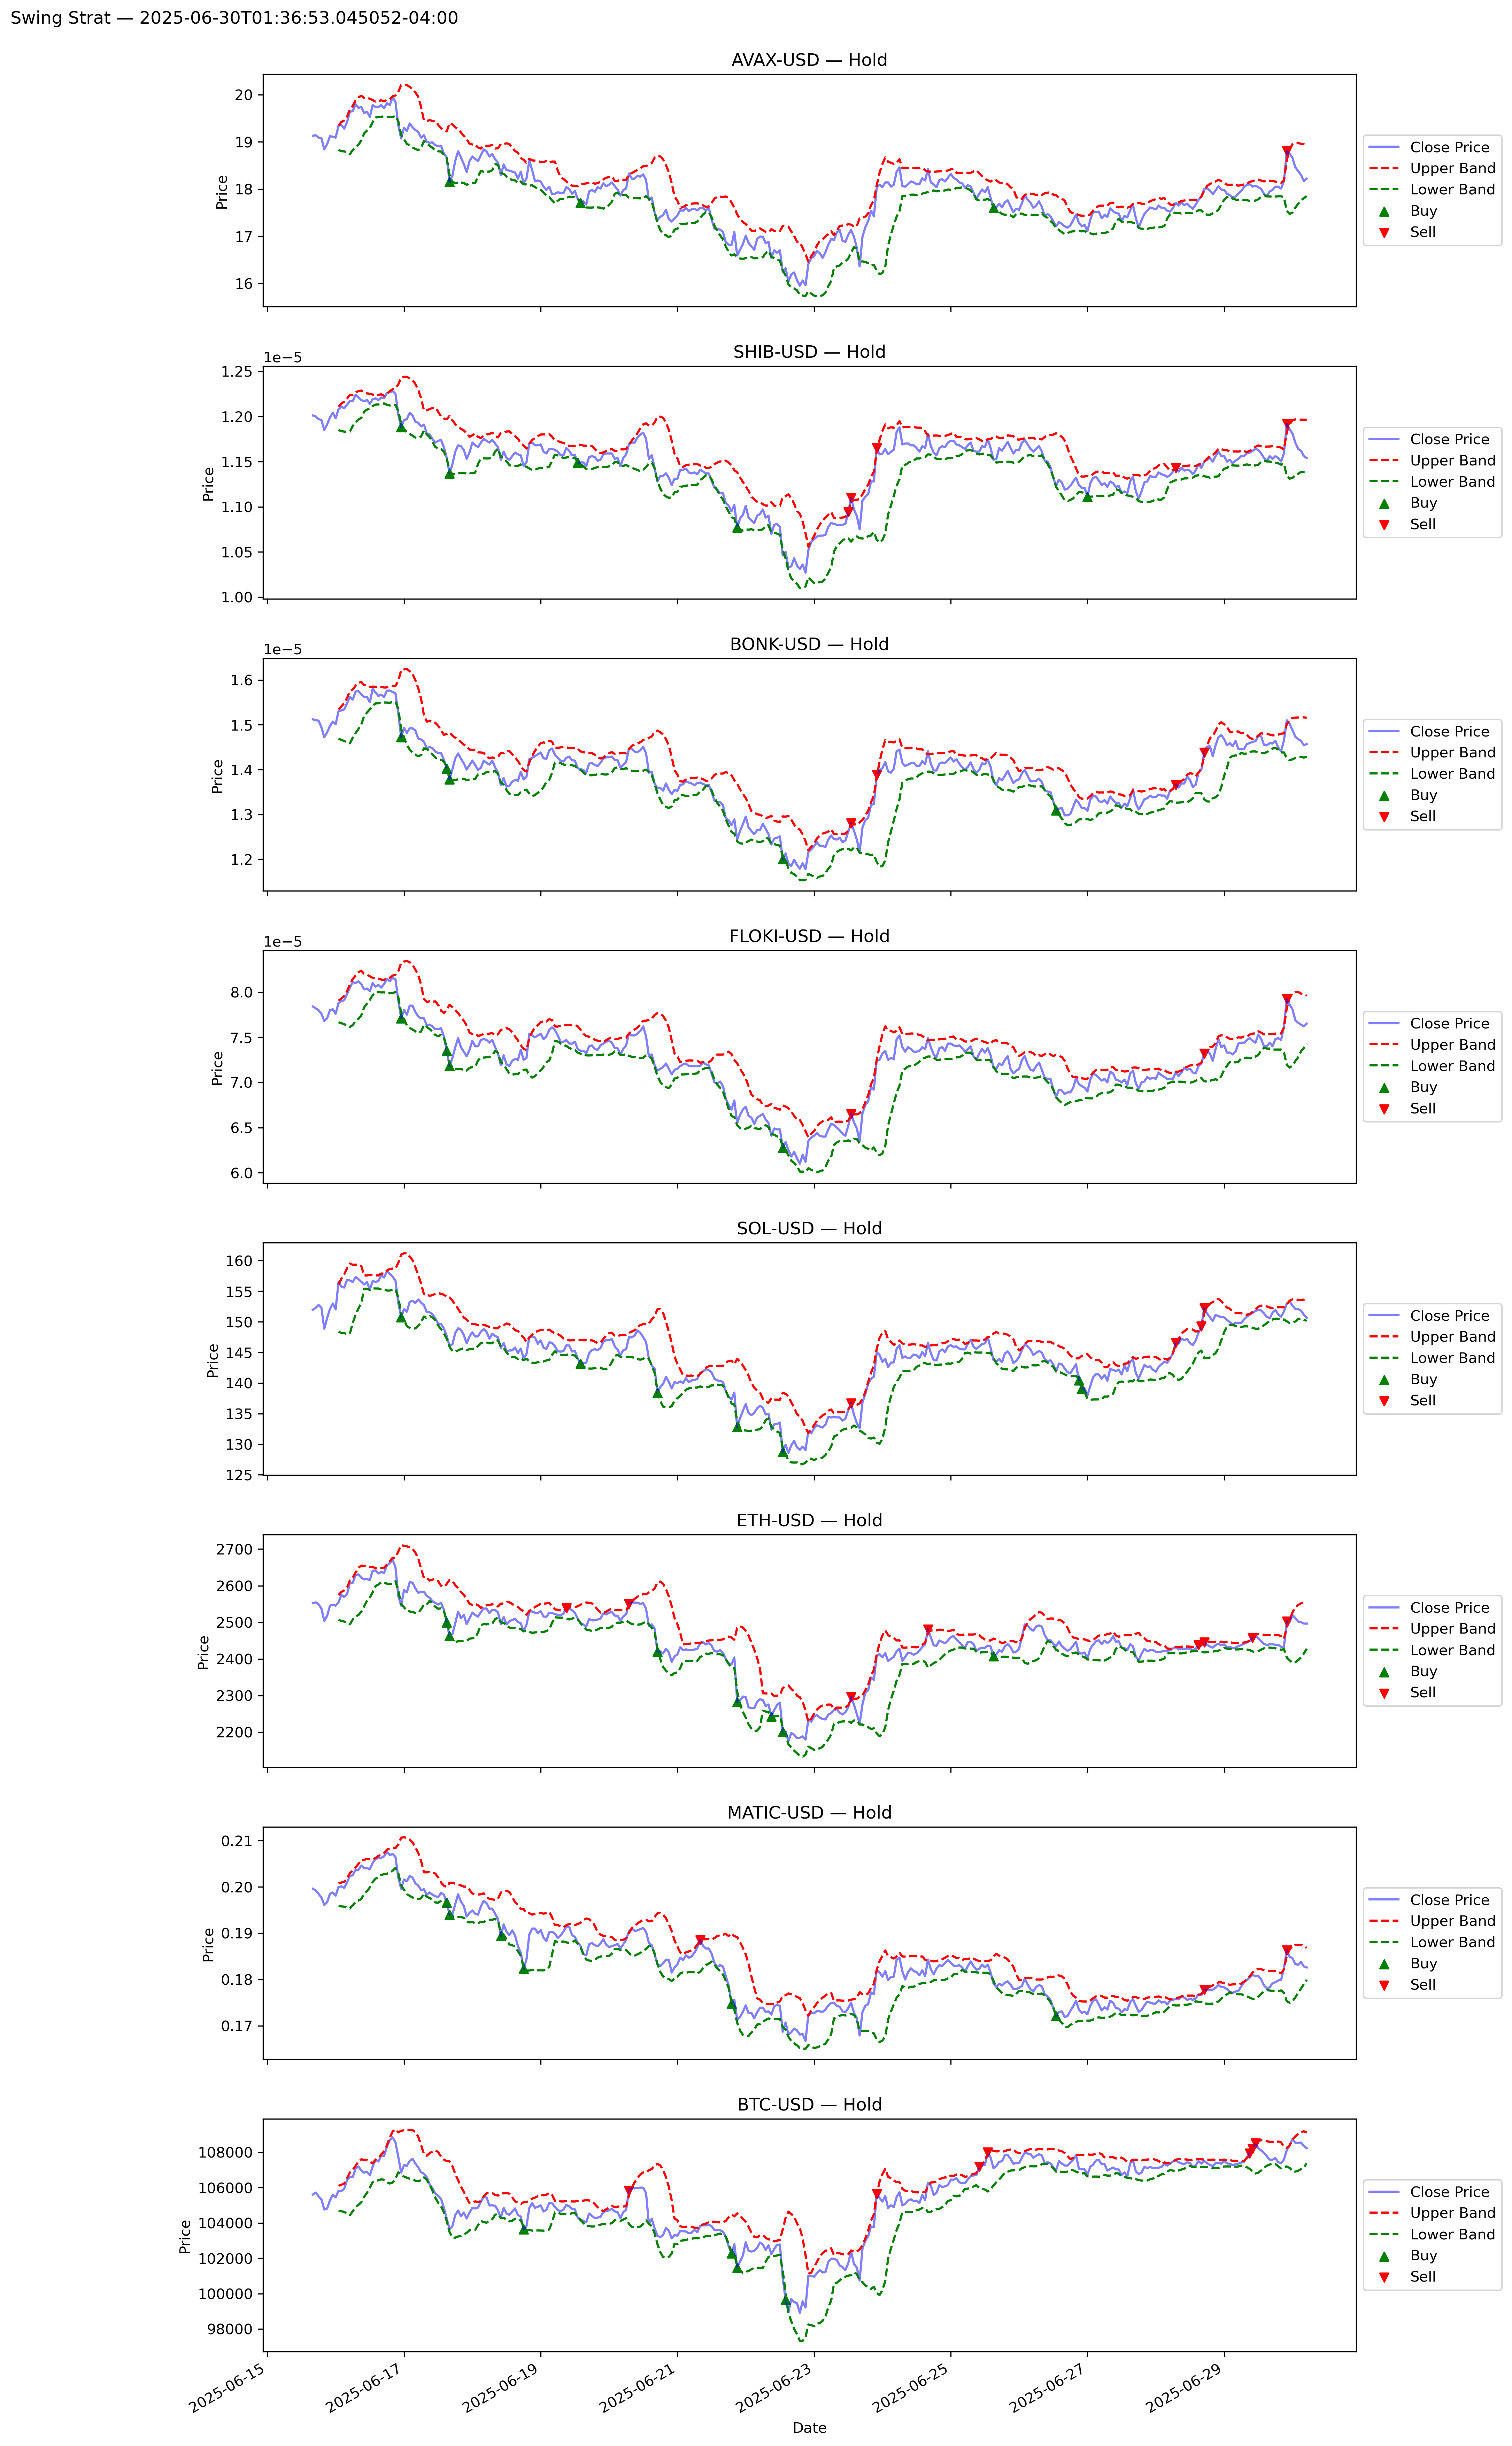 Swing Strat — 2025-06-30T01:36:53.045052-04:00
AVAX-USD — Hold
20
19
18
17
16
Price
Close Price
Upper Band
Lower Band
Buy
Sell
SHIB-USD — Hold
1e−5
1.25
1.20
1.15
1.10
1.05
1.00
Price
Close Price
Upper Band
Lower Band
Buy
Sell
BONK-USD — Hold
1e−5
1.6
1.5
1.4
1.3
1.2
Price
Close Price
Upper Band
Lower Band
Buy
Sell
FLOKI-USD — Hold
1e−5
8.0
7.5
7.0
6.5
6.0
Price
Close Price
Upper Band
Lower Band
Buy
Sell
SOL-USD — Hold
160
155
150
145
140
135
130
125
Price
Close Price
Upper Band
Lower Band
Buy
Sell
ETH-USD — Hold
2700
2600
2500
2400
2300
2200
Price
Close Price
Upper Band
Lower Band
Buy
Sell
MATIC-USD — Hold
0.21
0.20
0.19
0.18
0.17
Price
Close Price
Upper Band
Lower Band
Buy
Sell
BTC-USD — Hold
108000
106000
104000
102000
100000
98000
Price
Close Price
Upper Band
Lower Band
Buy
Sell
2025-06-15
2025-06-17
2025-06-19
2025-06-21
2025-06-23
2025-06-25
2025-06-27
2025-06-29
Date